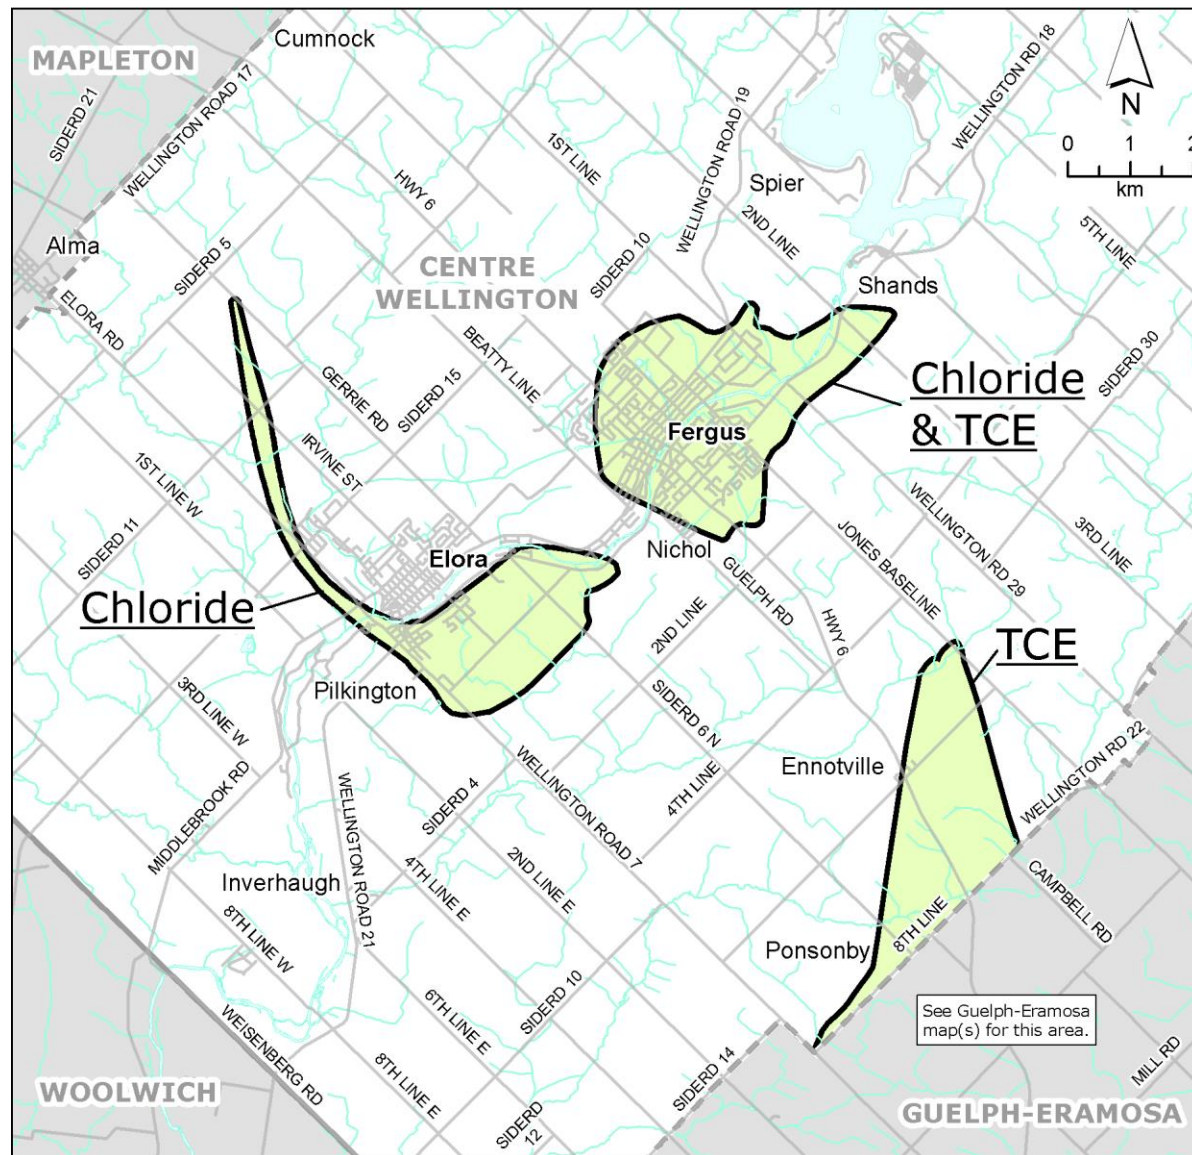 Cumnock
MAPLETON
SIDERD 21
WELLINGTON ROAD 17
WELLINGTON ROAD 19
WELLINGTON RD 18
N
0 1 2
km
1ST LINE
HWY 6
Spier
2ND LINE
5TH LINE
Alma
SIDERD 5
SIDERD 10
CENTRE
WELLINGTON
Shands
ELORA RD
BEATTY LINE
SIDERD 30
GERRIE RD
SIDERD 15
Chloride
& TCE
Fergus
IRVINE ST
1ST LINE W
SIDERD 11
WELLINGTON RD 29
3RD LINE
JONES BASELINE
Elora
Nichol
GUELPH RD
Chloride
2ND LINE
HWY 6
TCE
3RD LINE W
Pilkington
SIDERD 6 N
WELLINGTON RD 22
MIDDLEBROOK RD
WELLINGTON ROAD 21
SIDERD 4
WELLINGTON ROAD 7
4TH LINE
Ennotville
Inverhaugh
4TH LINE E
2ND LINE E
CAMPBELL RD
8TH LINE W
8TH LINE
Ponsonby
6TH LINE E
SIDERD 10
WEISENBERG RD
See Guelph-Eramosa
map(s) for this area.
8TH LINE E
SIDERD 14
MILL RD
WOOLWICH
SIDERD
12
GUELPH-ERAMOSA